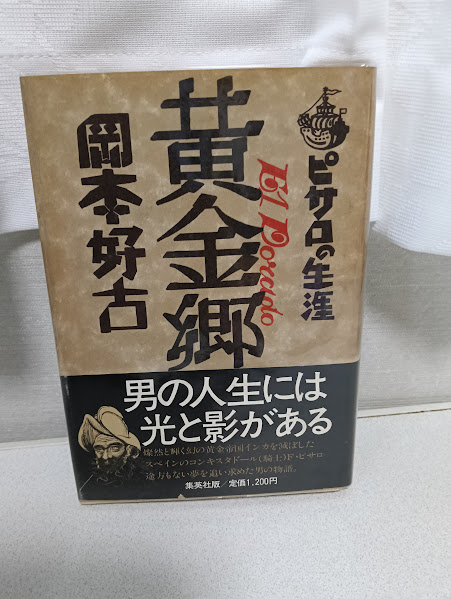 ピサロの生涯
黄金郷
El Dorado
岡本好古
男の人生には
光と影がある
燦然と輝く幻の黄金帝国インカを滅ぼした
スペインのコンキスタドール(騎士)F・ピサロ
途方もない夢を追い求めた男の物語。
集英社版/定価1,200円